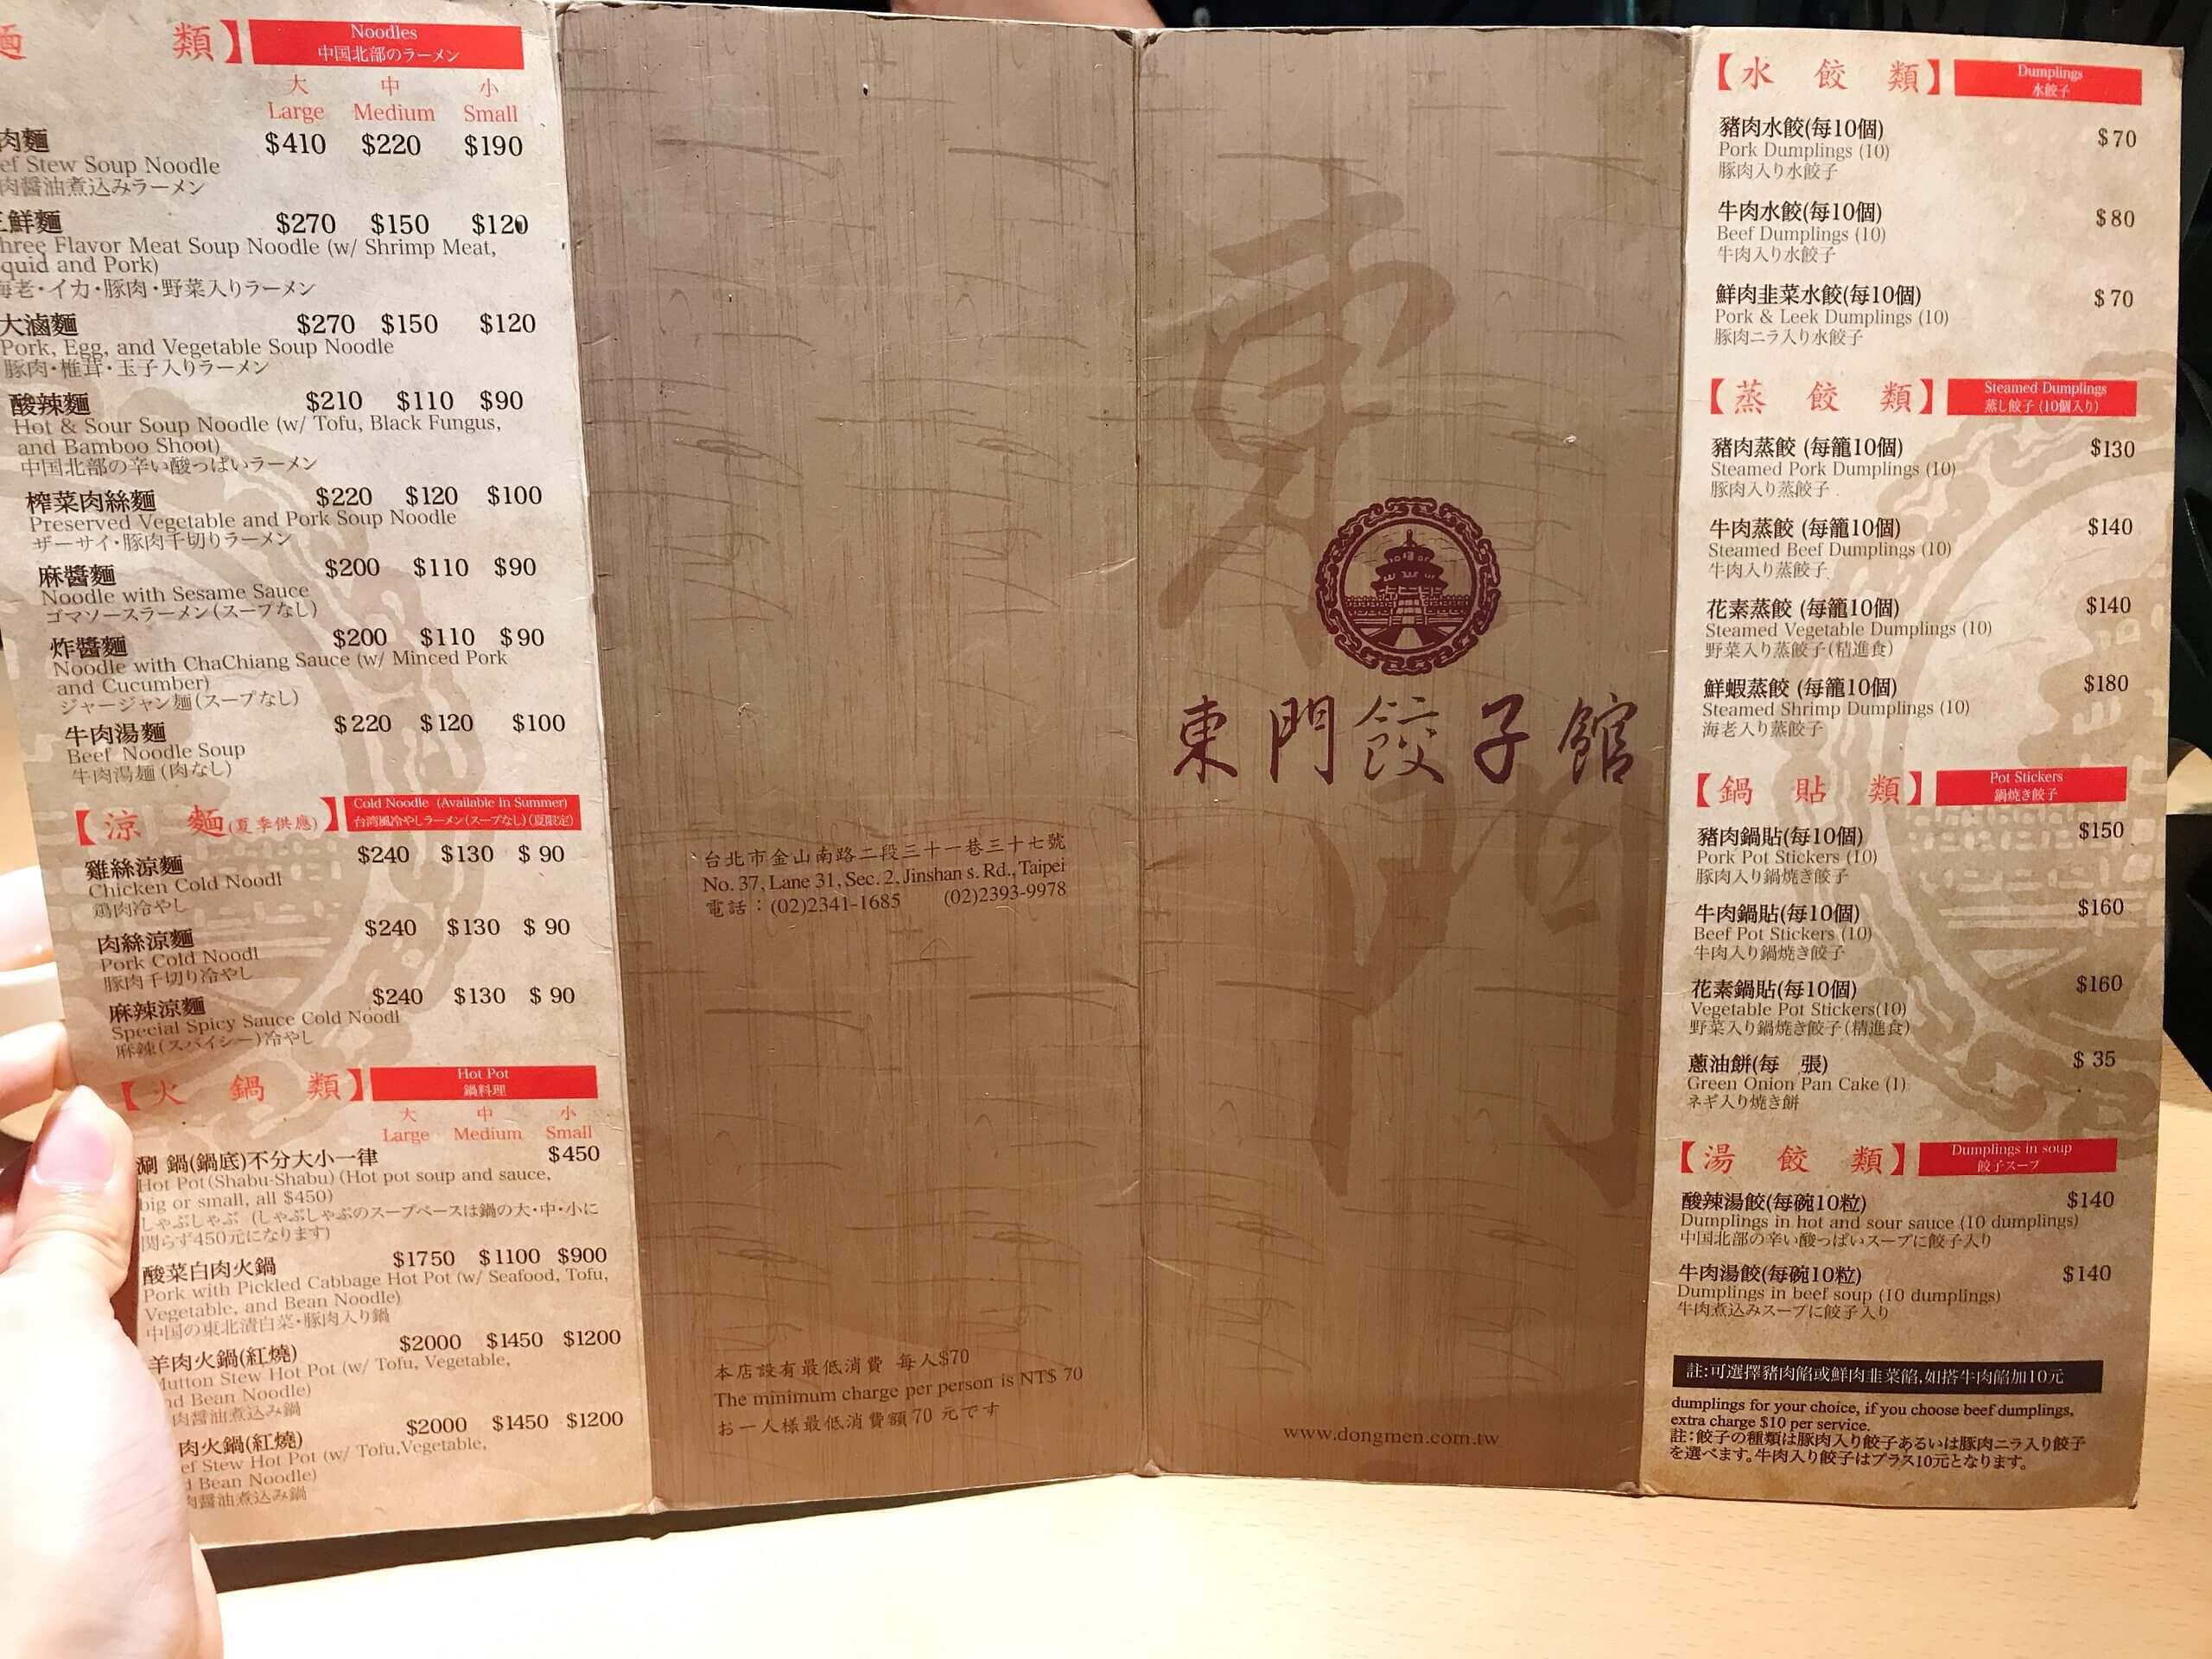 類】
Noodles
中国北部のラーメン
大 中 小
Large Medium Small
肉麵 $410 $220 $190
Stew Soup Noodle
肉醤油煮込みラーメン
鮮麵 $270 $150 $120
Flavor Meat Soup Noodle (w/ Shrimp Meat,
and Pork)
老・イカ・豚肉・野菜入りラーメン
大滷麵 $270 $150 $120
Pork, Egg, and Vegetable Soup Noodle
豚肉・椎茸・玉子入りラーメン
酸辣麵 $210 $110 $90
Hot & Sour Soup Noodle (w/ Tofu, Black Fungus,
and Bamboo Shoot)
中国北部の辛い酸っぱいラーメン
榨菜肉絲麵 $220 $120 $100
Preserved Vegetable and Pork Soup Noodle
ザーサイ・豚肉千切りラーメン
麻醬麵 $200 $110 $90
Noodle with Sesame Sauce
ゴマソースラーメン(スープなし)
炸醬麵 $200 $110 $90
Noodle with ChaChiang Sauce (w/ Minced Pork
and Cucumber)
ジャージャン麺(スープなし)
牛肉湯麵 $220 $120 $100
Beef Noodle Soup
牛肉湯麺(肉なし)
【涼 麵(夏季供應)】
Cold Noodle (Available In Summer)
台湾風冷やしラーメン(スープなし)(夏限定)
雞絲涼麵 $240 $130 $90
Chicken Cold Noodl
鶏肉冷やし
肉絲涼麵 $240 $130 $90
Pork Cold Noodl
豚肉千切り冷やし
麻辣涼麵 $240 $130 $90
Special Spicy Sauce Cold Noodl
麻辣(スパイシー)冷やし
【火 鍋 類】
Hot Pot
鍋料理
大 中 小
Large Medium Small
涮 鍋(鍋底)不分大小一律 $450
Hot Pot(Shabu-Shabu)(Hot pot soup and sauce,
big or small, all $450)
しゃぶしゃぶ (しゃぶしゃぶのスープベースは鍋の大・中・小に
関らず450元になります)
酸菜白肉火鍋 $1750 $1100 $900
Pork with Pickled Cabbage Hot Pot (w/ Seafood, Tofu,
Vegetable, and Bean Noodle)
中国の東北漬白菜・豚肉入り鍋
羊肉火鍋(紅燒) $2000 $1450 $1200
Mutton Stew Hot Pot (w/ Tofu, Vegetable,
and Bean Noodle)
肉醤油煮込み鍋
肉火鍋(紅燒) $2000 $1450 $1200
Stew Hot Pot (w/ Tofu,Vegetable,
Bean Noodle)
肉醤油煮込み鍋
台北市金山南路二段三十一巷三十七號
No. 37, Lane 31, Sec. 2, Jinshan s. Rd., Taipei
電話：(02)2341-1685 (02)2393-9978
本店設有最低消費 每人$70
The minimum charge per person is NT$ 70
お一人様最低消費額70元です
東
門
東門餃子館
www.dongmen.com.tw
【水 餃 類】
Dumplings
水餃子
豬肉水餃(每10個) $70
Pork Dumplings (10)
豚肉入り水餃子
牛肉水餃(每10個) $80
Beef Dumplings (10)
牛肉入り水餃子
鮮肉韭菜水餃(每10個) $70
Pork & Leek Dumplings (10)
豚肉ニラ入り水餃子
【蒸 餃 類】
Steamed Dumplings
蒸し餃子(10個入り)
豬肉蒸餃 (每籠10個) $130
Steamed Pork Dumplings (10)
豚肉入り蒸餃子
牛肉蒸餃 (每籠10個) $140
Steamed Beef Dumplings (10)
牛肉入り蒸餃子
花素蒸餃 (每籠10個) $140
Steamed Vegetable Dumplings (10)
野菜入り蒸餃子(精進食)
鮮蝦蒸餃 (每籠10個) $180
Steamed Shrimp Dumplings (10)
海老入り蒸餃子
【鍋 貼 類】
Pot Stickers
鍋焼き餃子
豬肉鍋貼(每10個) $150
Pork Pot Stickers (10)
豚肉入り鍋焼き餃子
牛肉鍋貼(每10個) $160
Beef Pot Stickers (10)
牛肉入り鍋焼き餃子
花素鍋貼(每10個) $160
Vegetable Pot Stickers(10)
野菜入り鍋焼き餃子(精進食)
蔥油餅(每 張) $35
Green Onion Pan Cake (1)
ネギ入り焼き餅
【湯 餃 類】
Dumplings in soup
餃子スープ
酸辣湯餃(每碗10粒) $140
Dumplings in hot and sour sauce (10 dumplings)
中国北部の辛い酸っぱいスープに餃子入り
牛肉湯餃(每碗10粒) $140
Dumplings in beef soup (10 dumplings)
牛肉煮込みスープに餃子入り
註:可選擇豬肉餡或鮮肉韭菜餡,如搭牛肉餡加10元
dumplings for your choice, if you choose beef dumplings,
extra charge $10 per service.
註:餃子の種類は豚肉入り餃子あるいは豚肉ニラ入り餃子
を選べます。牛肉入り餃子はプラス10元となります。